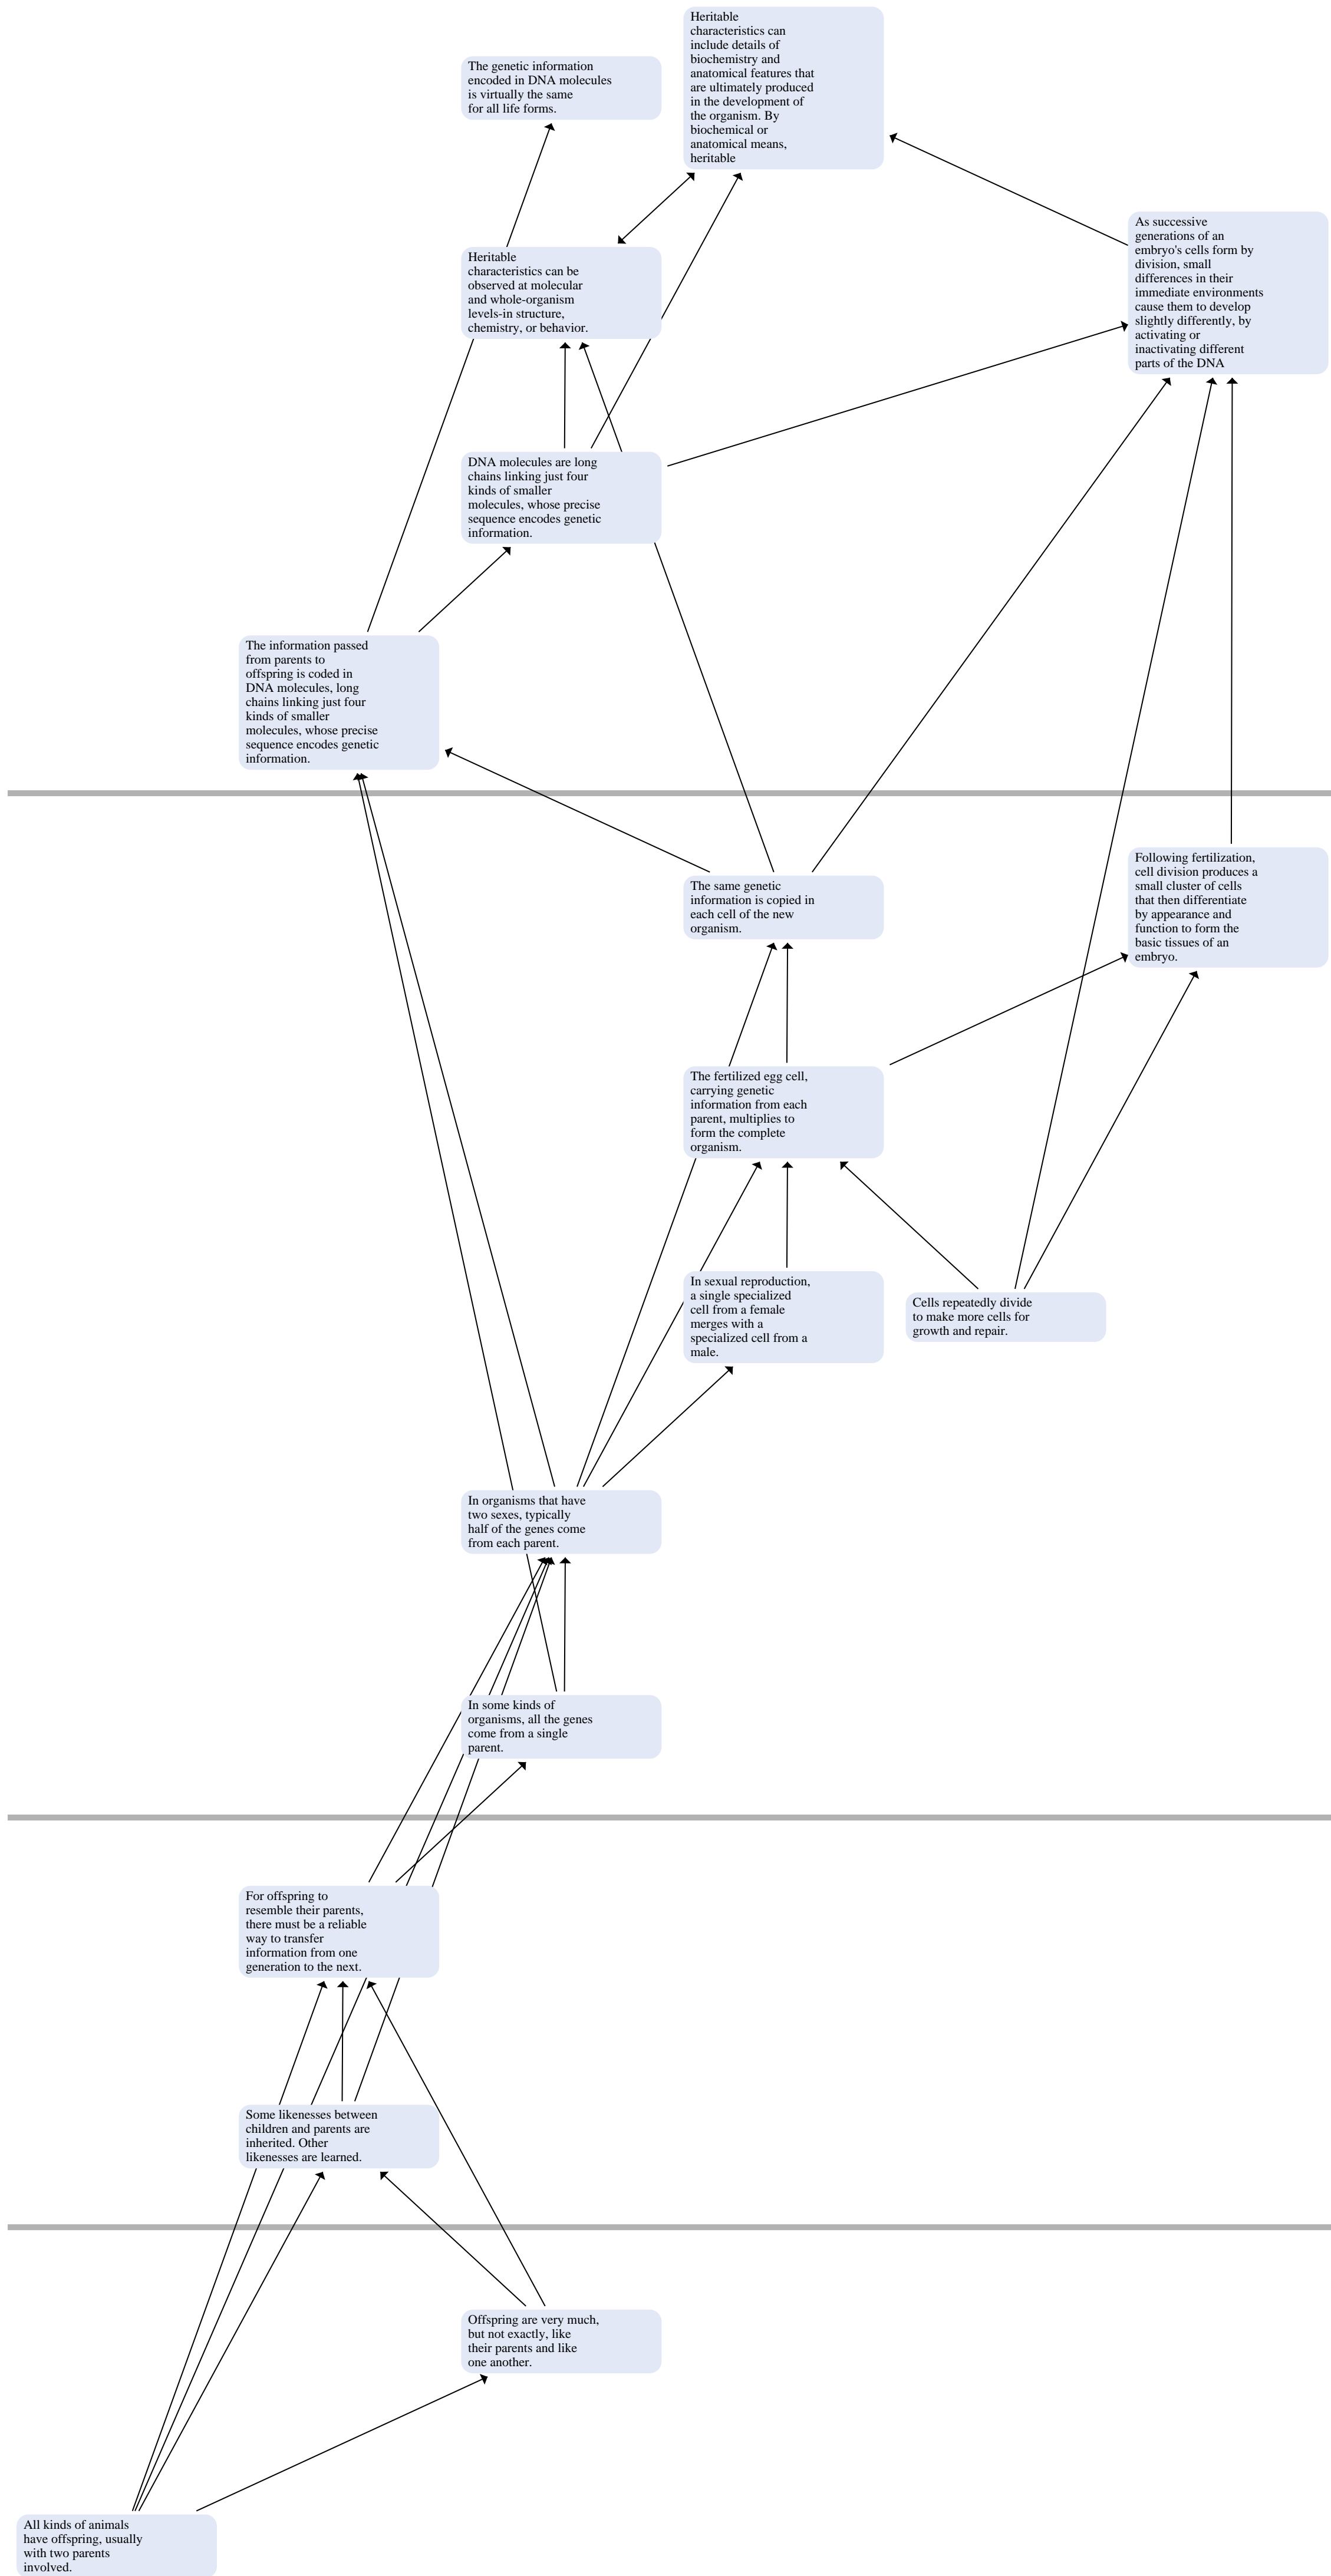 Heritable
characteristics can
include details of
biochemistry and
anatomical features that
are ultimately produced
in the development of
the organism. By
biochemical or
anatomical means,
heritable
The genetic information
encoded in DNA molecules
is virtually the same
for all life forms.
As successive
generations of an
embryo's cells form by
division, small
differences in their
immediate environments
cause them to develop
slightly differently, by
activating or
inactivating different
parts of the DNA
Heritable
characteristics can be
observed at molecular
and whole-organism
levels-in structure,
chemistry, or behavior.
DNA molecules are long
chains linking just four
kinds of smaller
molecules, whose precise
sequence encodes genetic
information.
The information passed
from parents to
offspring is coded in
DNA molecules, long
chains linking just four
kinds of smaller
molecules, whose precise
sequence encodes genetic
information.
Following fertilization,
cell division produces a
small cluster of cells
that then differentiate
by appearance and
function to form the
basic tissues of an
embryo.
The same genetic
information is copied in
each cell of the new
organism.
The fertilized egg cell,
carrying genetic
information from each
parent, multiplies to
form the complete
organism.
In sexual reproduction,
a single specialized
cell from a female
merges with a
specialized cell from a
male.
Cells repeatedly divide
to make more cells for
growth and repair.
In organisms that have
two sexes, typically
half of the genes come
from each parent.
In some kinds of
organisms, all the genes
come from a single
parent.
For offspring to
resemble their parents,
there must be a reliable
way to transfer
information from one
generation to the next.
Some likenesses between
children and parents are
inherited. Other
likenesses are learned.
Offspring are very much,
but not exactly, like
their parents and like
one another.
All kinds of animals
have offspring, usually
with two parents
involved.